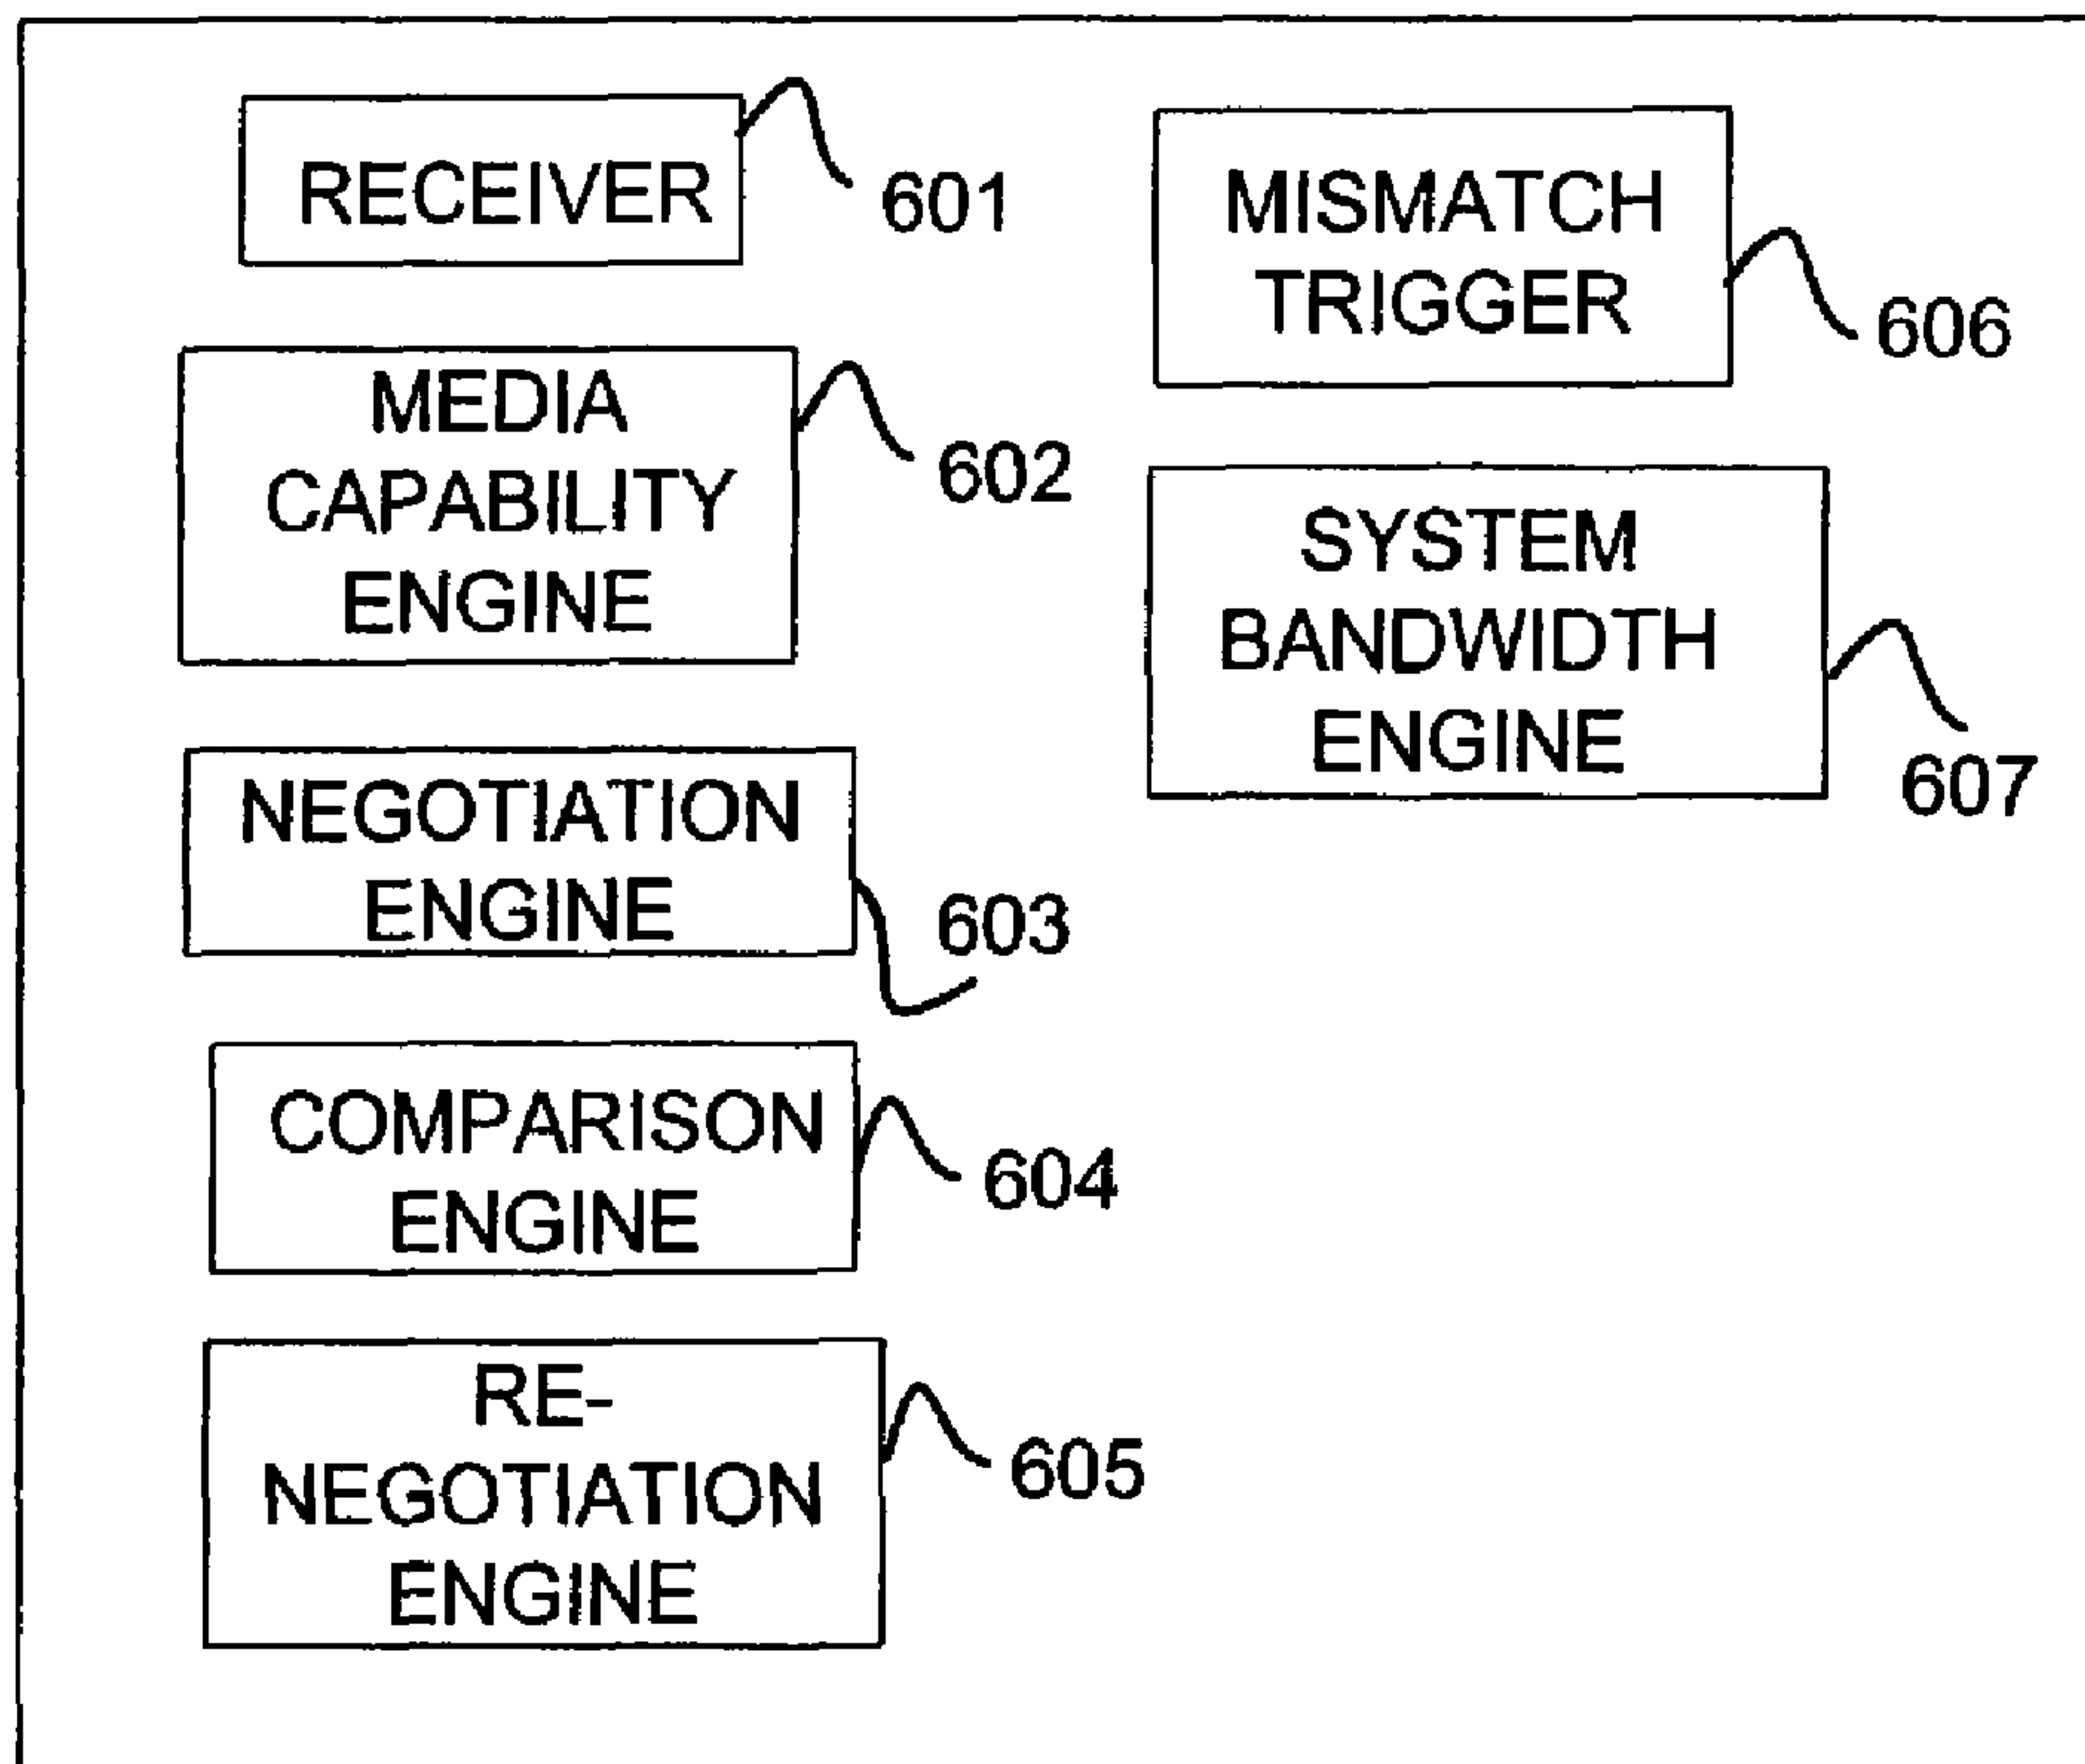 RECEIVER
601
MEDIA
CAPABILITY
ENGINE
602
NEGOTIATION
ENGINE
603
COMPARISON
ENGINE
604
RE-
NEGOTIATION
ENGINE
605
MISMATCH
TRIGGER
606
SYSTEM
BANDWIDTH
ENGINE
607